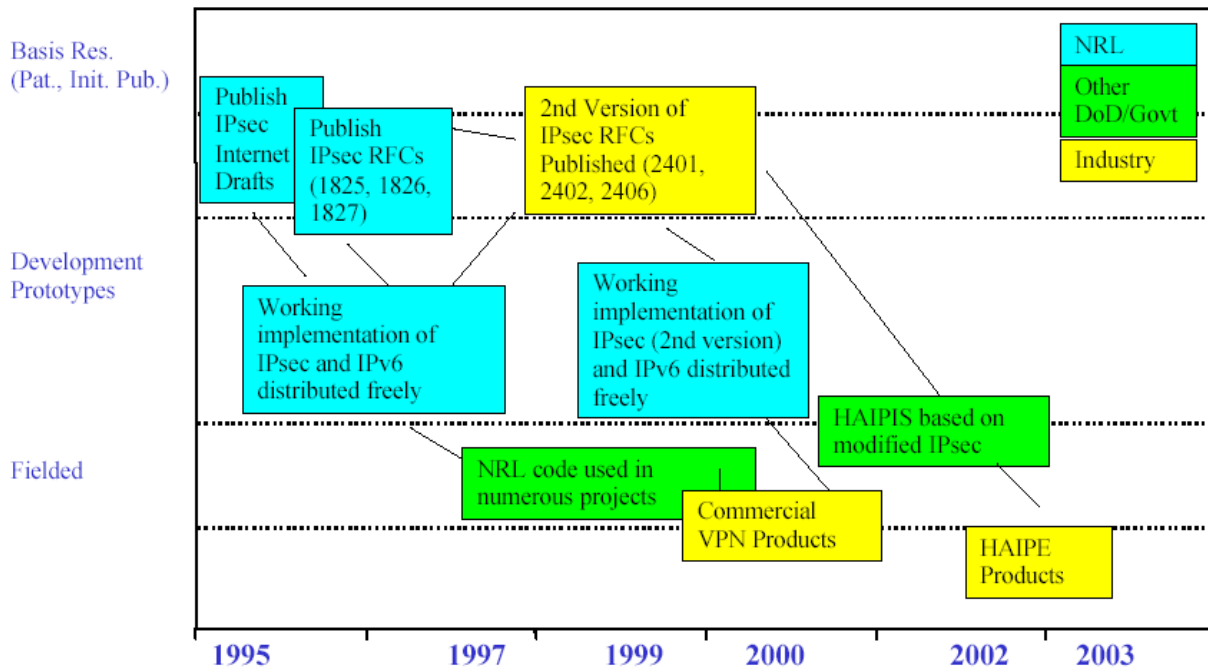 Basis Res.
(Pat., Init. Pub.)
Publish
IPsec
Internet
Drafts
Publish
IPsec RFCs
(1825, 1826,
1827)
2nd Version of
IPsec RFCs
Published (2401,
2402, 2406)
NRL
Other
DoD/Govt
Industry
Development
Prototypes
Working
implementation of
IPsec and IPv6
distributed freely
Working
implementation of
IPsec (2nd version)
and IPv6 distributed
freely
HAIPIS based on
modified IPsec
Fielded
NRL code used in
numerous projects
Commercial
VPN Products
HAIPE
Products
1995
1997
1999
2000
2002
2003